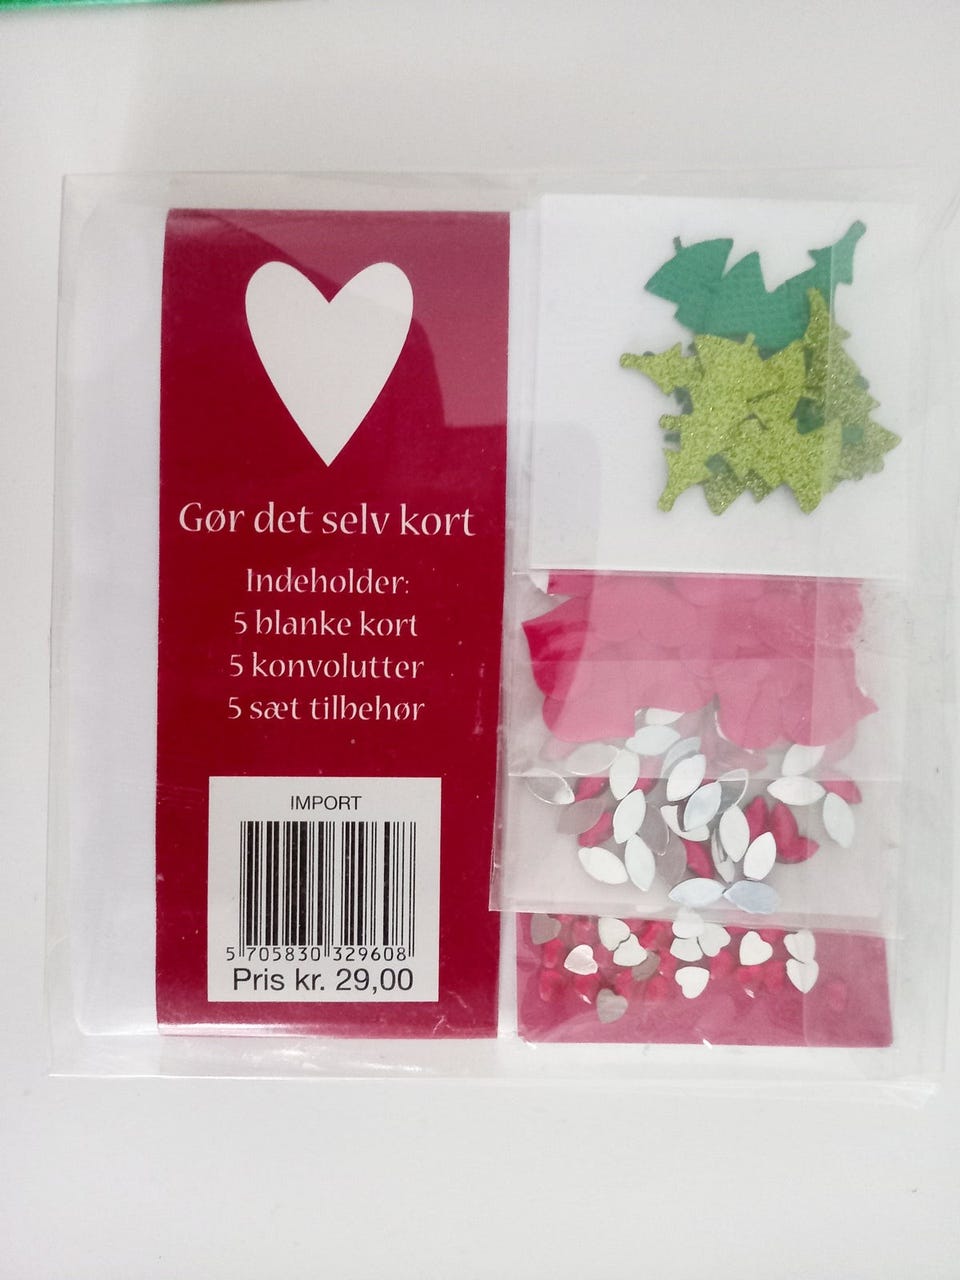 Gør det selv kort
Indeholder:
5 blanke kort
5 konvolutter
5 sæt tilbehør
IMPORT
5 705830 329608
Pris kr. 29,00